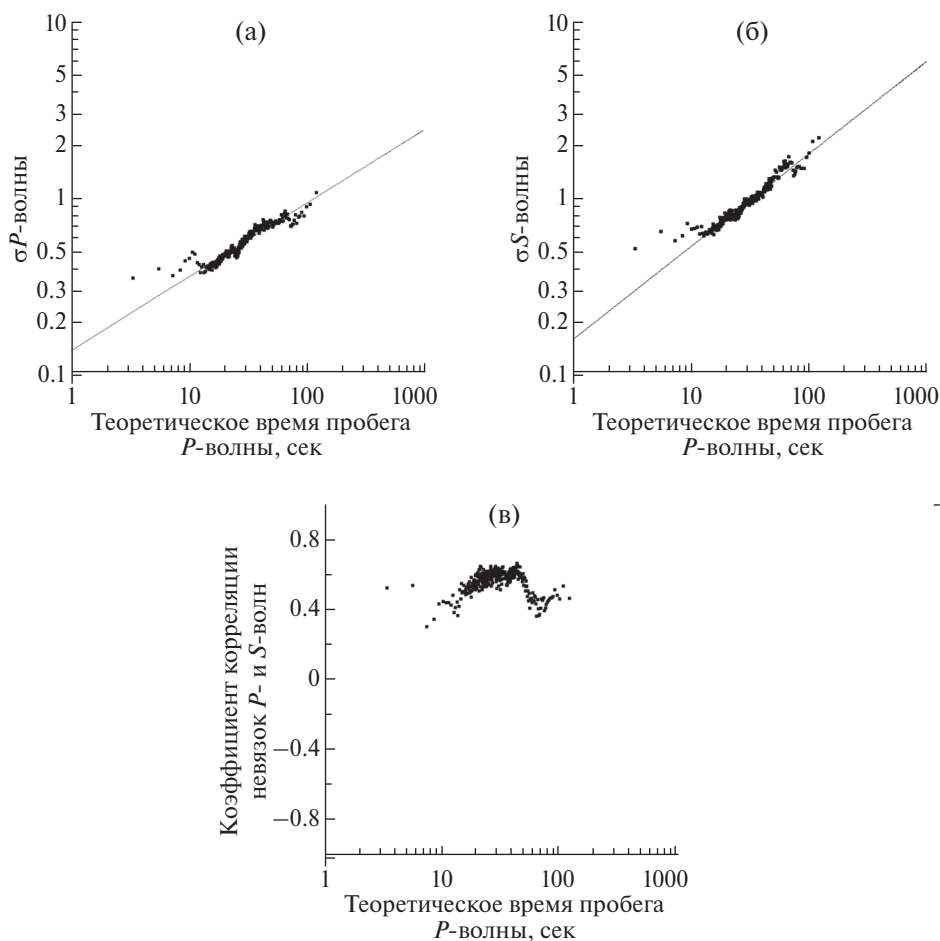 (а)
10
5
3
2
1
0.5
0.3
0.2
0.1
σP-волны
1
10
100
1000
Теоретическое время пробега
P-волны, сек
(б)
10
5
3
2
1
0.5
0.3
0.2
0.1
σS-волны
1
10
100
1000
Теоретическое время пробега
P-волны, сек
(в)
0.8
0.4
0
−0.4
−0.8
Коэффициент корреляции
невязок P- и S-волн
1
10
100
1000
Теоретическое время пробега
P-волны, сек